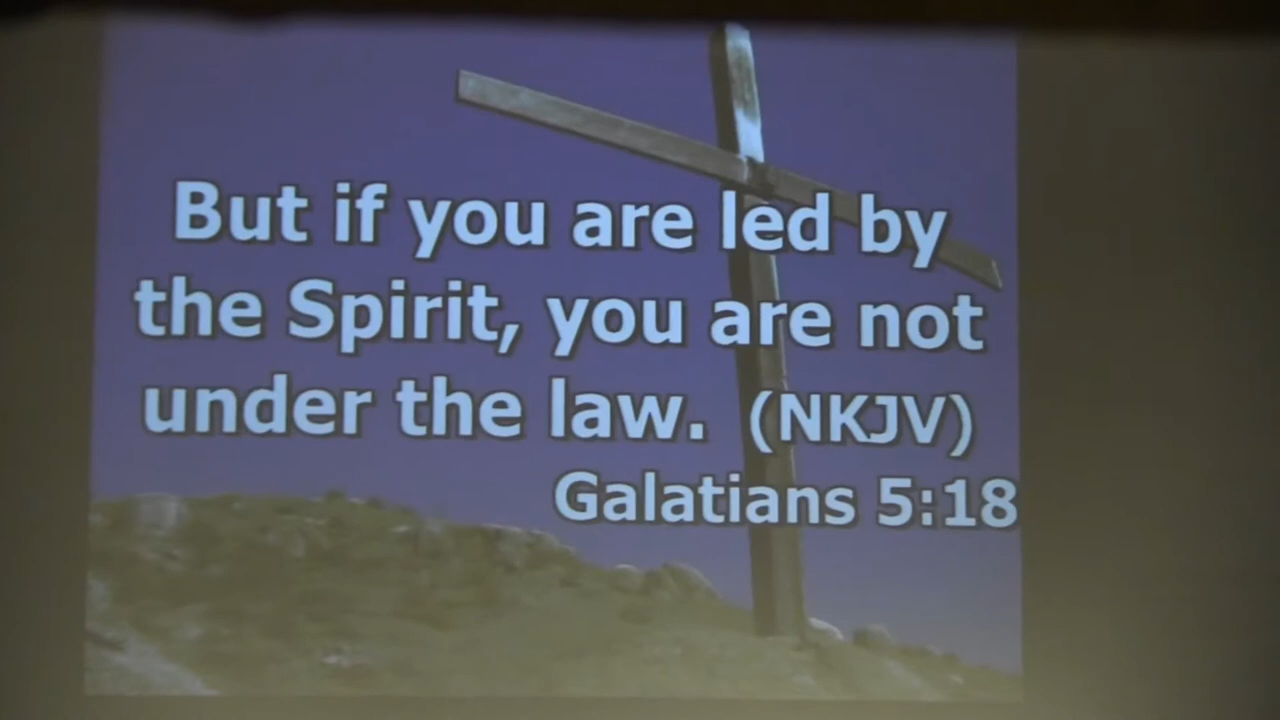 But if you are led by
the Spirit, you are not
under the law. (NKJV)
Galatians 5:18